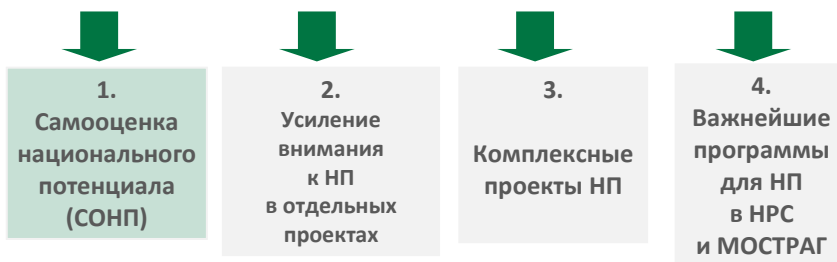 1.
Самооценка
национального
потенциала
(СОНП)
2.
Усиление
внимания
к НП
в отдельных
проектах
3.
Комплексные
проекты НП
4.
Важнейшие
программы
для НП
в НРС
и МОСТРАГ